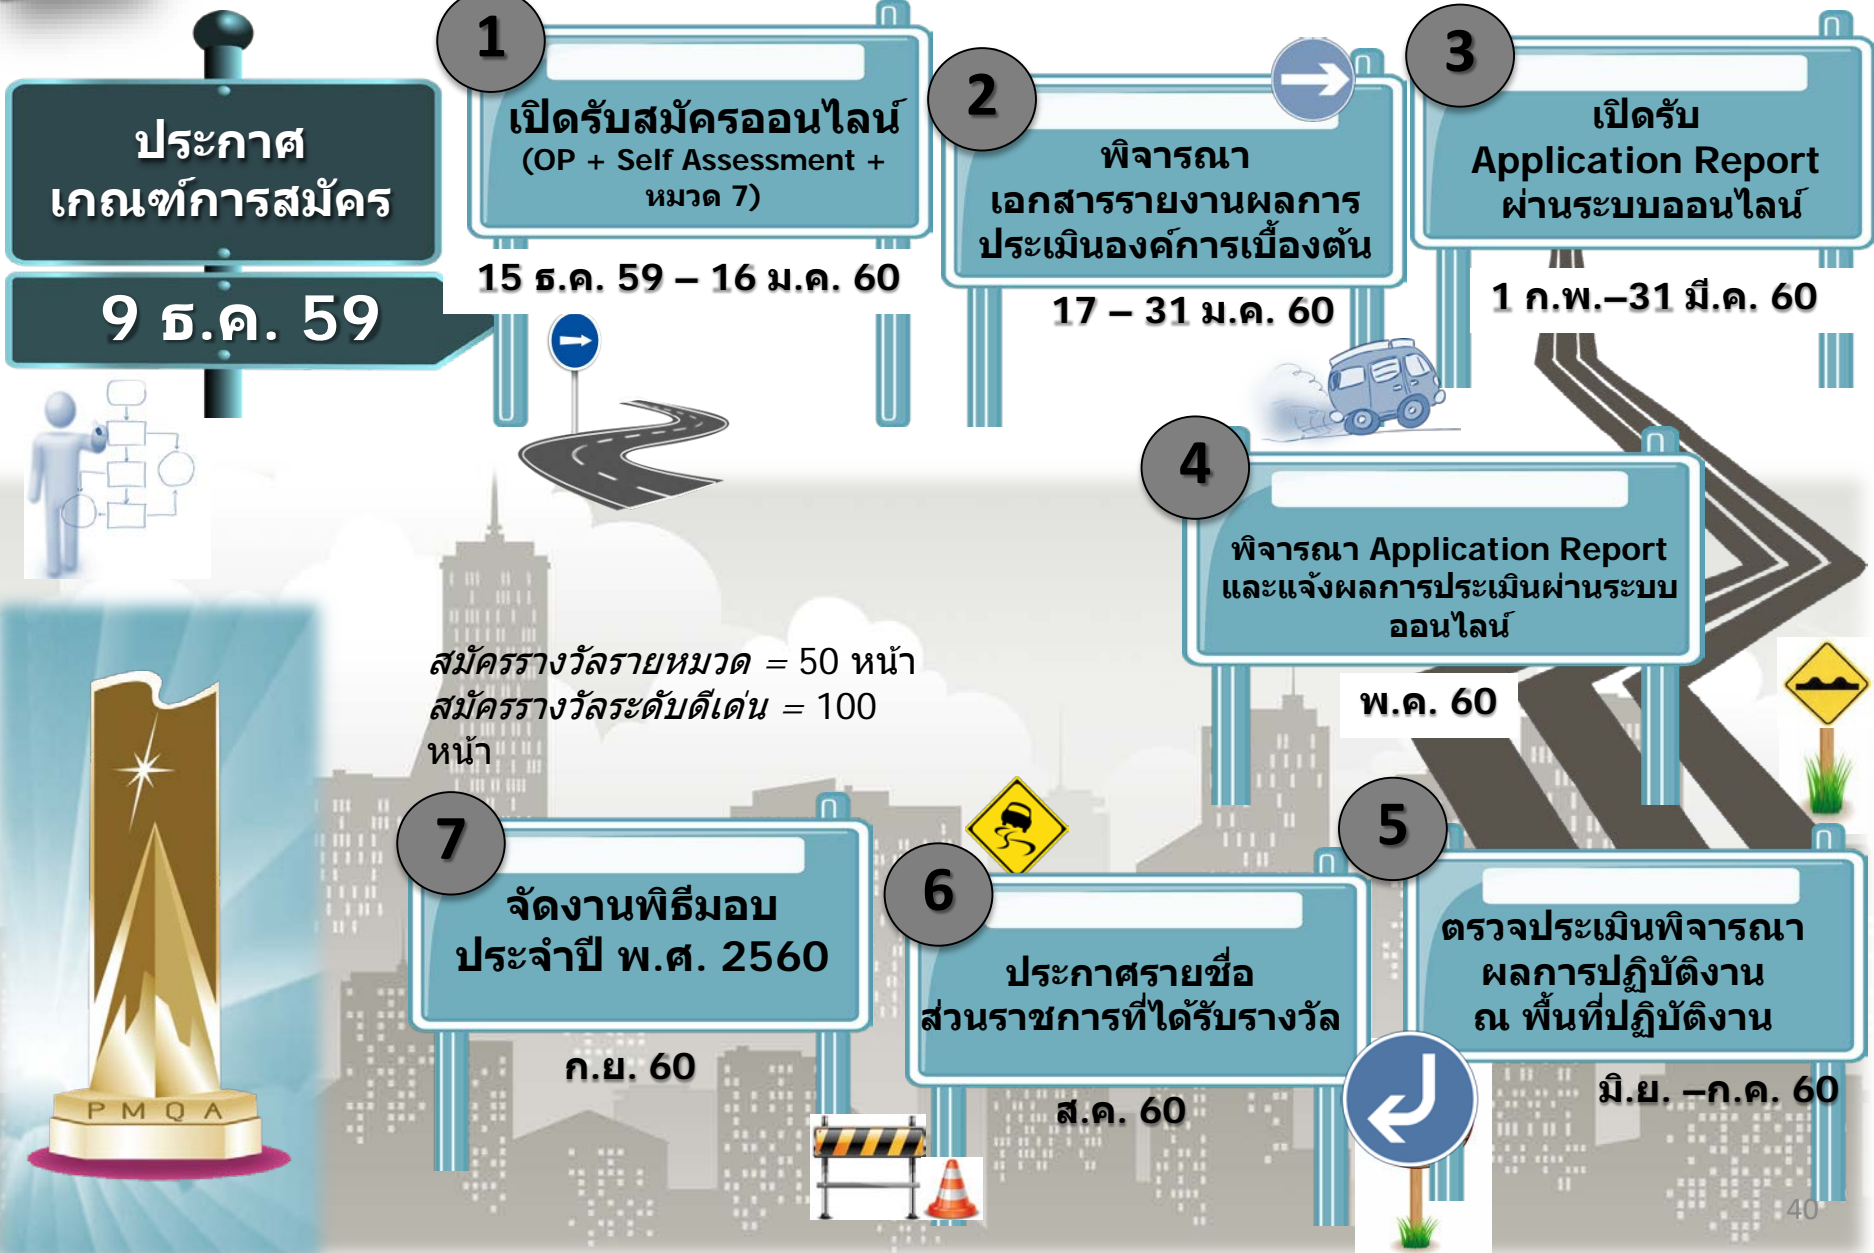 ประกาศ
เกณฑ์การสมัคร
9 ธ.ค. 59
1
เปิดรับสมัครออนไลน์
(OP + Self Assessment +
หมวด 7)
15 ธ.ค. 59 – 16 ม.ค. 60
2
พิจารณา
เอกสารรายงานผลการ
ประเมินองค์การเบื้องต้น
17 – 31 ม.ค. 60
3
เปิดรับ
Application Report
ผ่านระบบออนไลน์
1 ก.พ.–31 มี.ค. 60
4
พิจารณา Application Report
และแจ้งผลการประเมินผ่านระบบ
ออนไลน์
พ.ค. 60
สมัครรางวัลรายหมวด = 50 หน้า
สมัครรางวัลระดับดีเด่น = 100
หน้า
5
ตรวจประเมินพิจารณา
ผลการปฏิบัติงาน
ณ พื้นที่ปฏิบัติงาน
มิ.ย. –ก.ค. 60
6
ประกาศรายชื่อ
ส่วนราชการที่ได้รับรางวัล
ส.ค. 60
7
จัดงานพิธีมอบ
ประจำปี พ.ศ. 2560
ก.ย. 60
PMQA
40